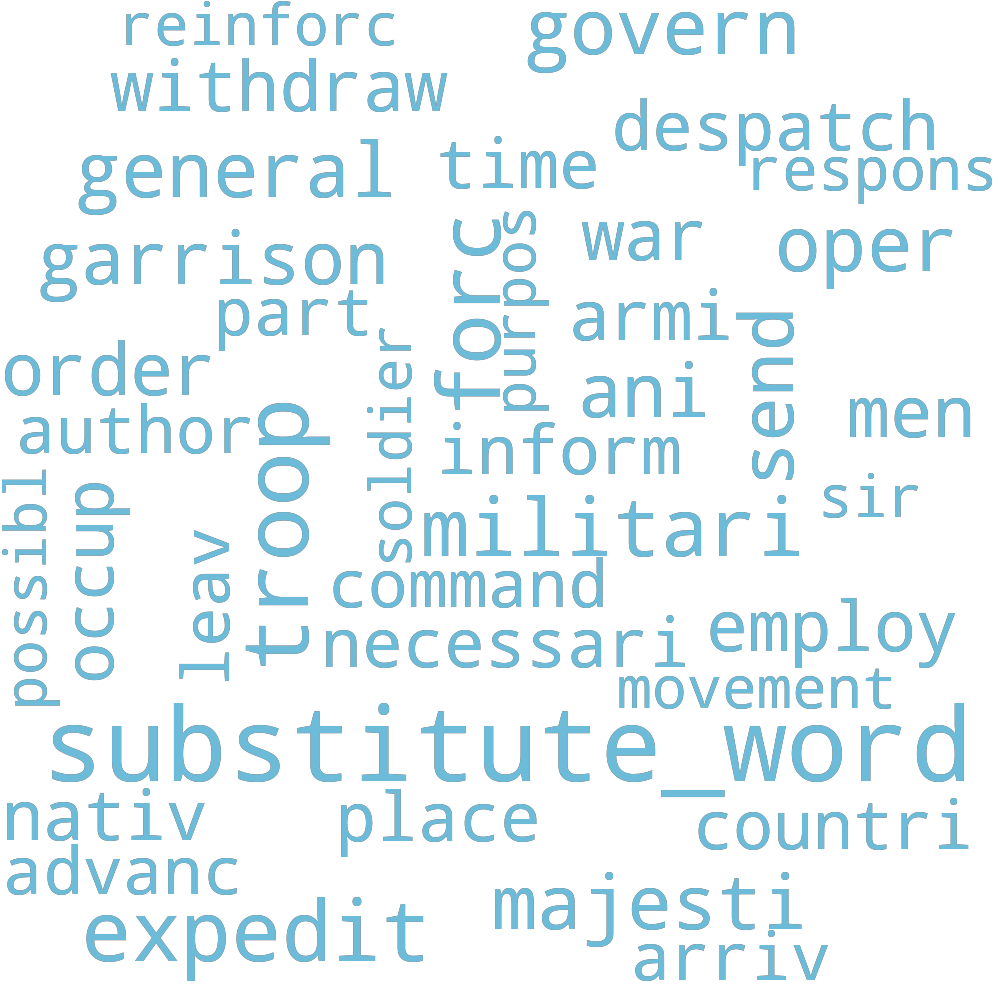 reinforc
govern
withdraw
despatch
general
time
respons
garrison
forc
purpos
war
oper
part
armi
send
order
soldier
ani
men
author
troop
inform
possibl
occup
leav
militari
sir
command
necessari
employ
movement
substitute_word
nativ
place
countri
advanc
majesti
expedit
arriv